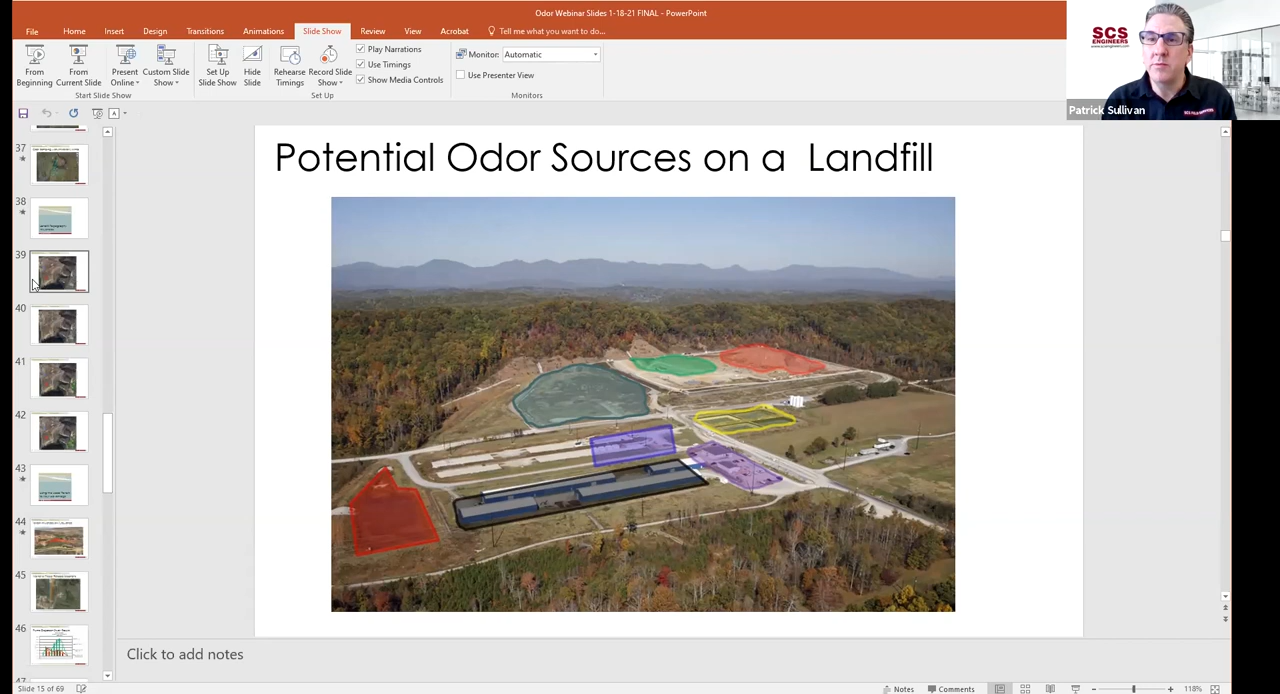 Odor Webinar Slides 1-18-21 FINAL - PowerPoint
File Home Insert Design Transitions Animations Slide Show Review View Acrobat Tell me what you want to do...
From Beginning
From Current Slide
Present Online
Custom Slide Show
Set Up Slide Show
Hide Slide
Rehearse Timings
Record Slide Show
Play Narrations
Use Timings
Show Media Controls
Monitor: Automatic
Use Presenter View
Start Slide Show
Set Up
Monitors
SCS ENGINEERS
Patrick Sullivan
A
37
38
39
40
41
42
43
44
45
46
Potential Odor Sources on a Landfill
Click to add notes
Slide 15 of 69
Notes
Comments
118%